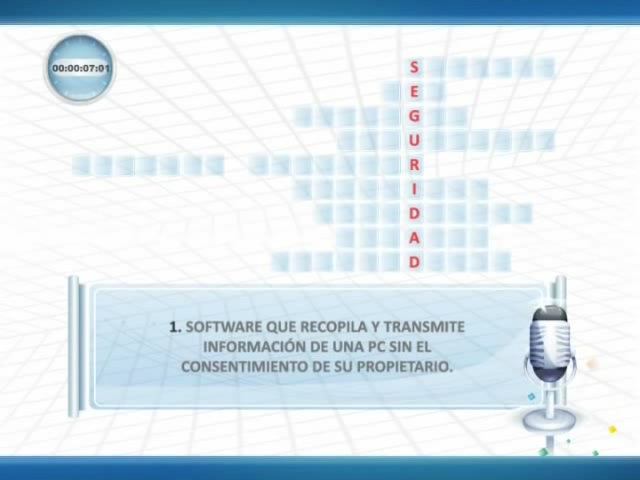 00:00:07:01
S
E
G
U
R
I
D
A
D
1. SOFTWARE QUE RECOPILA Y TRANSMITE
INFORMACIÓN DE UNA PC SIN EL
CONSENTIMIENTO DE SU PROPIETARIO.